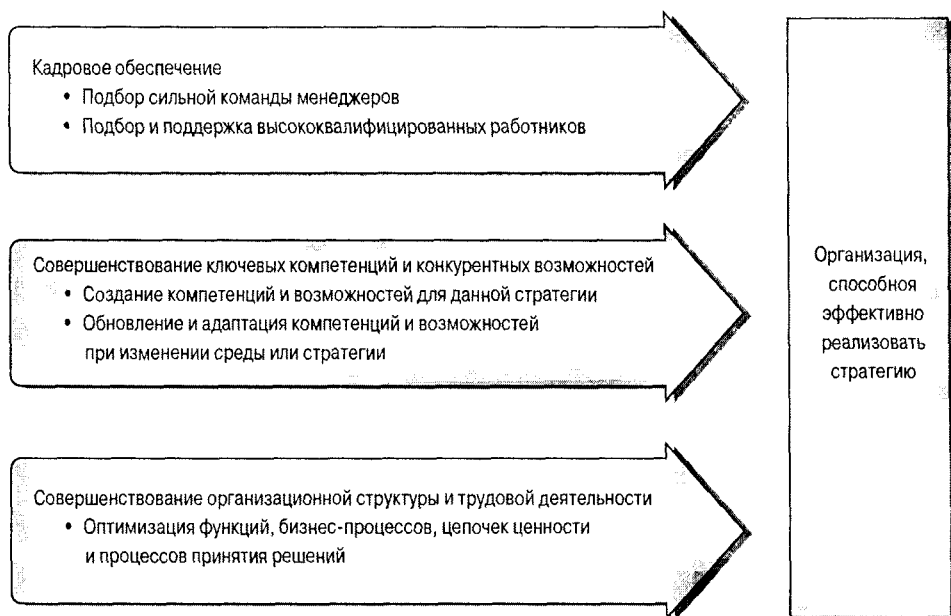 Кадровое обеспечение
• Подбор сильной команды менеджеров
• Подбор и поддержка высококвалифицированных работников
Совершенствование ключевых компетенций и конкурентных возможностей
• Создание компетенций и возможностей для данной стратегии
• Обновление и адаптация компетенций и возможностей
при изменении среды или стратегии
Совершенствование организационной структуры и трудовой деятельности
• Оптимизация функций, бизнес-процессов, цепочек ценности
и процессов принятия решений
Организация,
способноя
эффективно
реализовать
стратегию